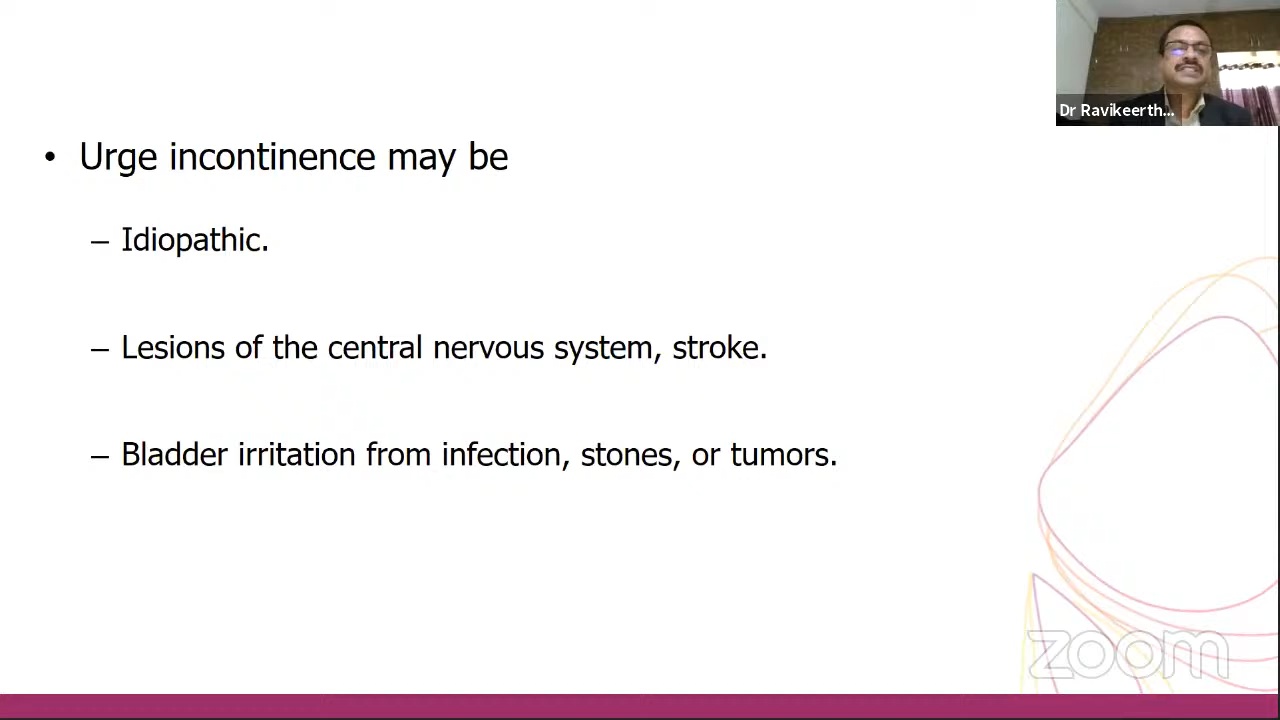 Dr Ravikeerth...
• Urge incontinence may be
– Idiopathic.
– Lesions of the central nervous system, stroke.
– Bladder irritation from infection, stones, or tumors.
zoom